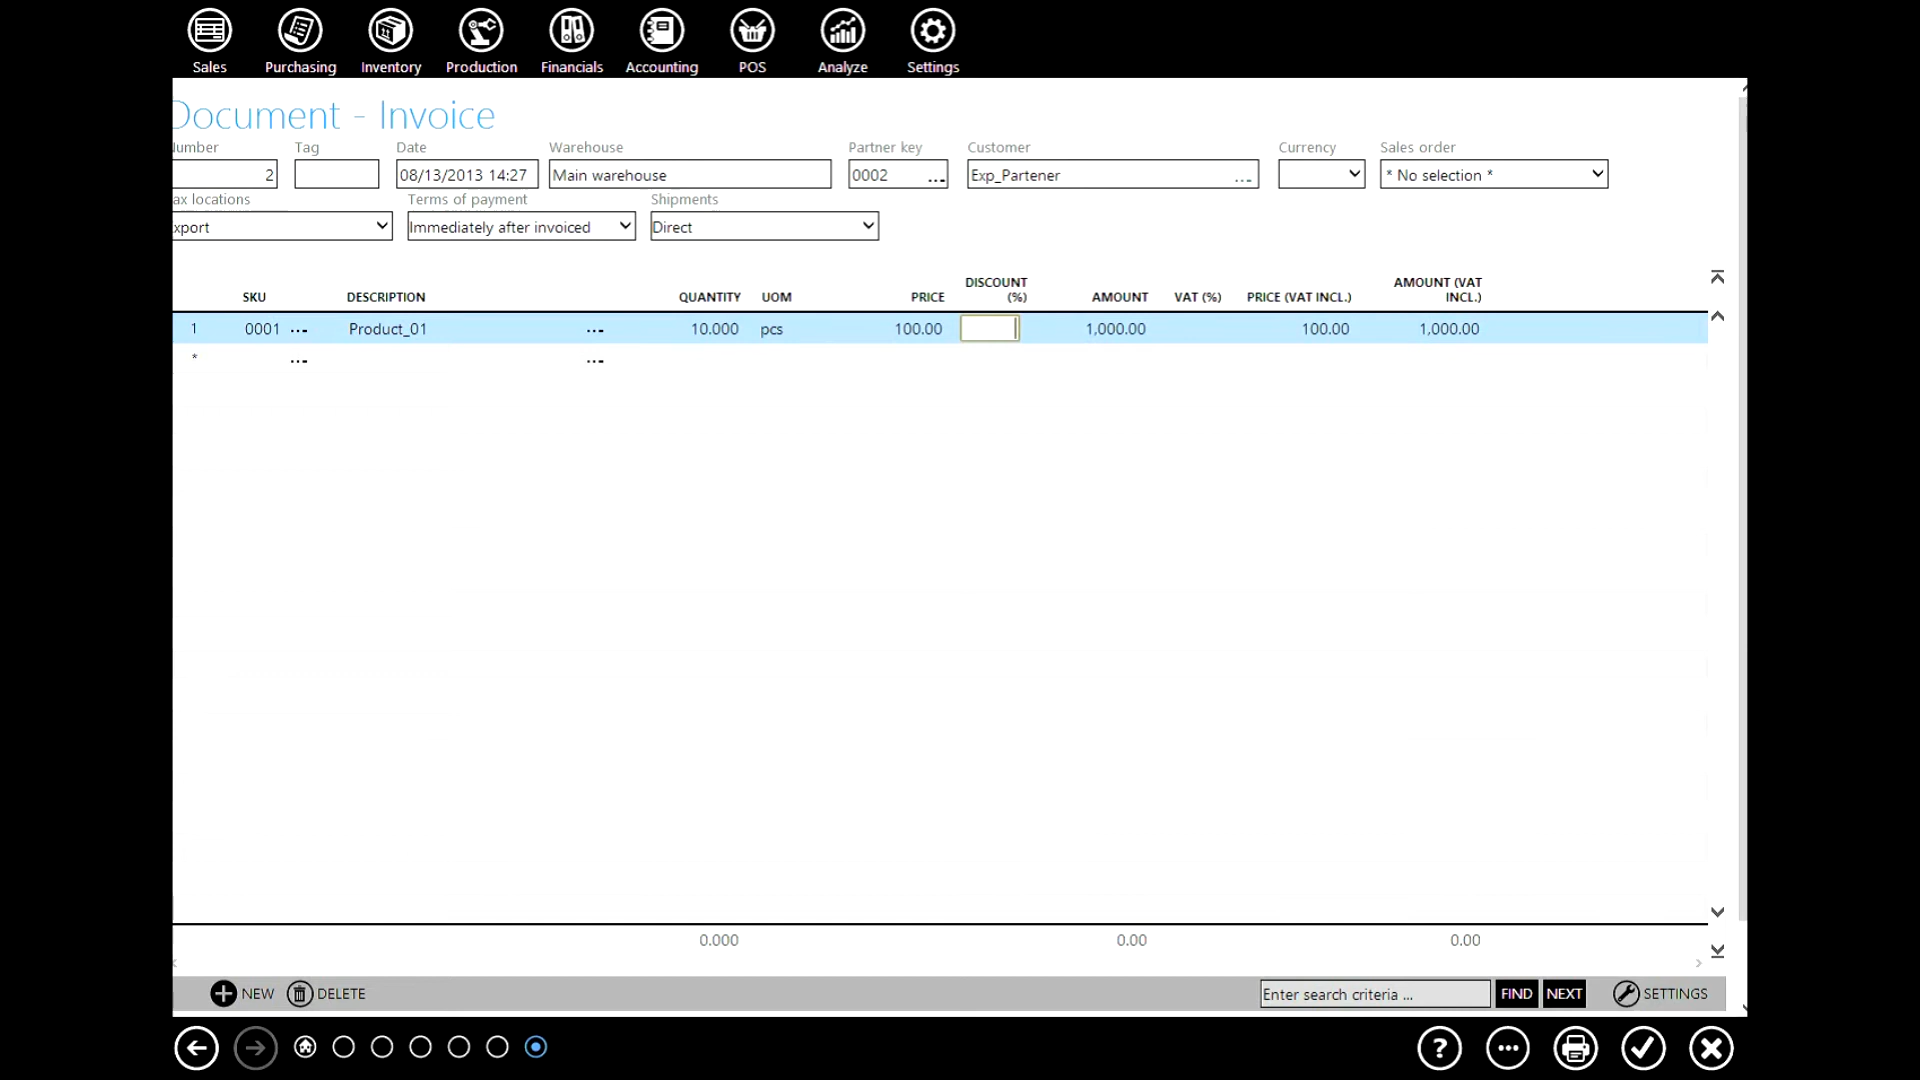 Sales Purchasing Inventory Production Financials Accounting POS Analyze Settings
Document - Invoice
Number Tag Date Warehouse Partner key Customer Currency Sales order
2 08/13/2013 14:27 Main warehouse 0002 ... Exp_Partener ... * No selection *
ax locations Terms of payment Shipments
xport Immediately after invoiced Direct
SKU DESCRIPTION QUANTITY UOM PRICE DISCOUNT (%) AMOUNT VAT (%) PRICE (VAT INCL.) AMOUNT (VAT INCL.)
1 0001 ... Product_01 ... 10.000 pcs 100.00 1,000.00 100.00 1,000.00
* ... ...
0.000 0.00 0.00
NEW DELETE Enter search criteria ... FIND NEXT SETTINGS
?